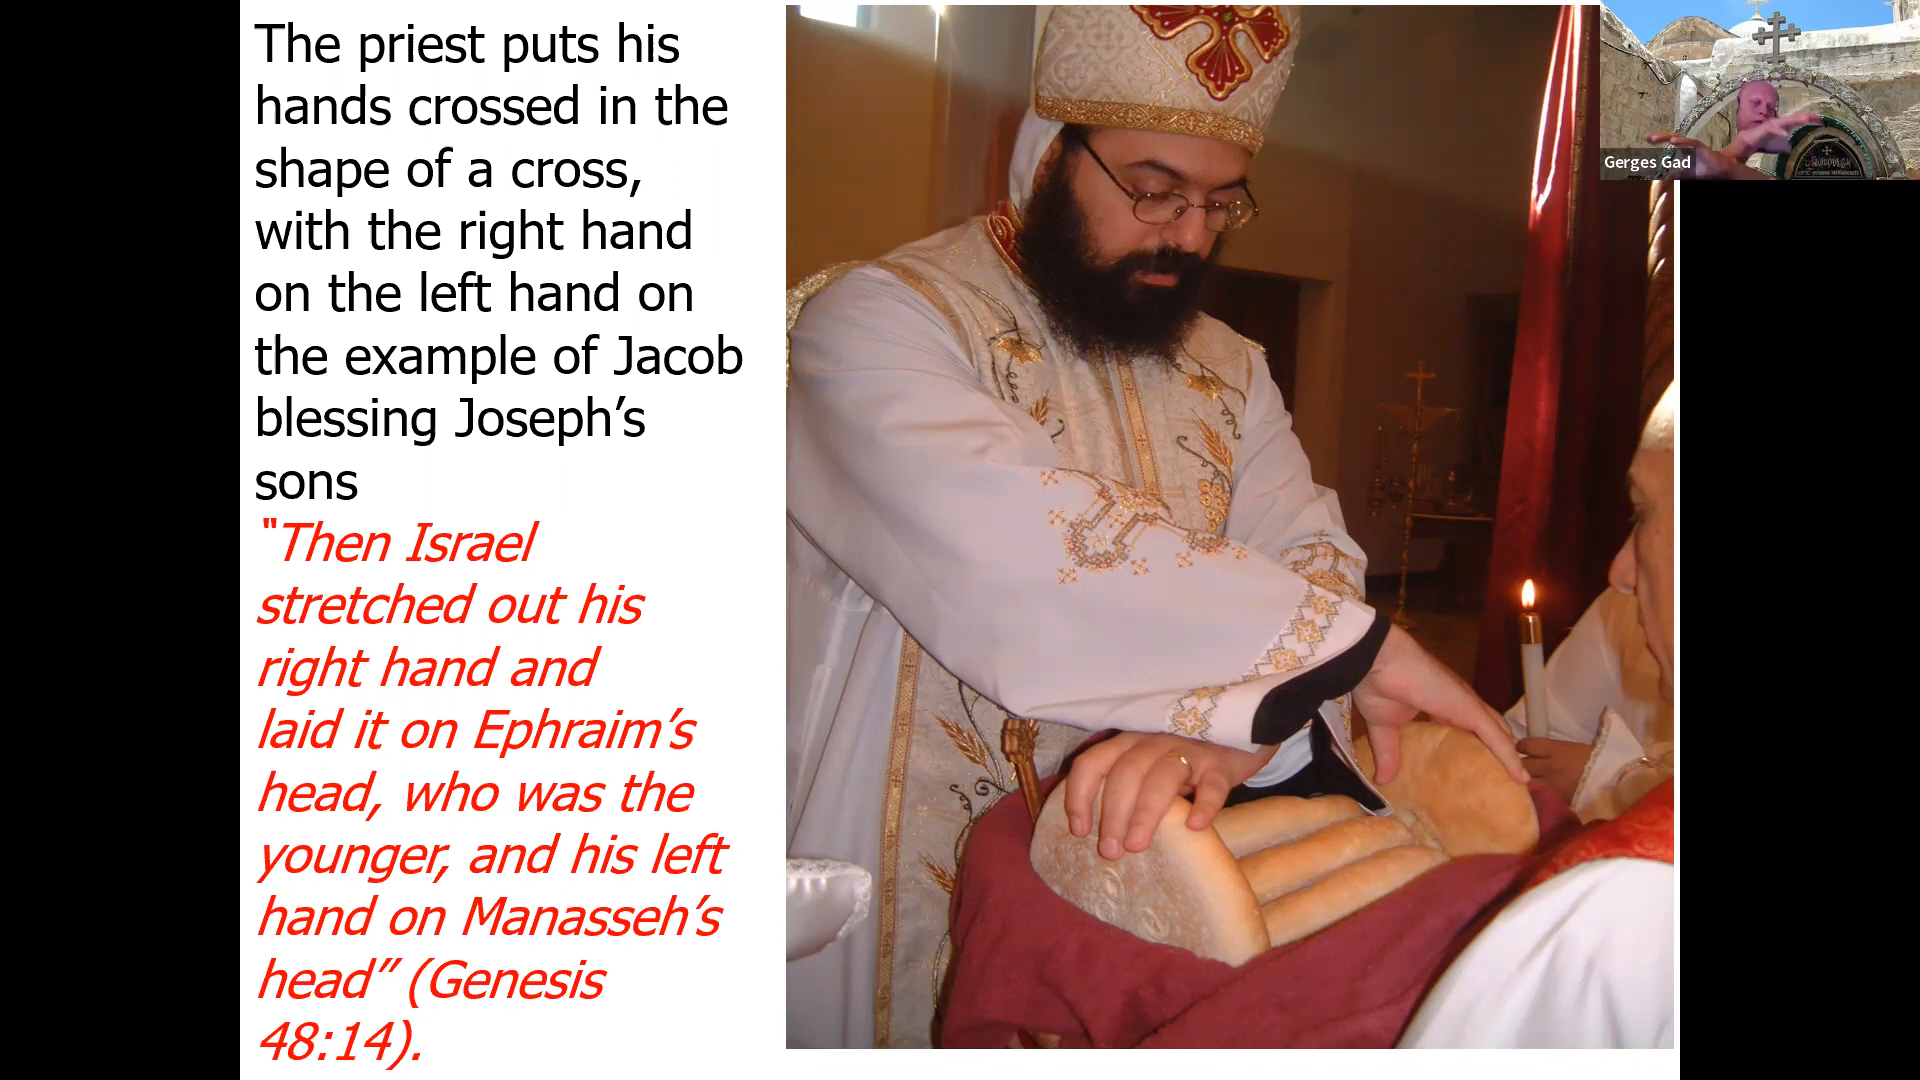 The priest puts his
hands crossed in the
shape of a cross,
with the right hand
on the left hand on
the example of Jacob
blessing Joseph’s
sons
“Then Israel
stretched out his
right hand and
laid it on Ephraim’s
head, who was the
younger, and his left
hand on Manasseh’s
head” (Genesis
48:14).
Gerges Gad